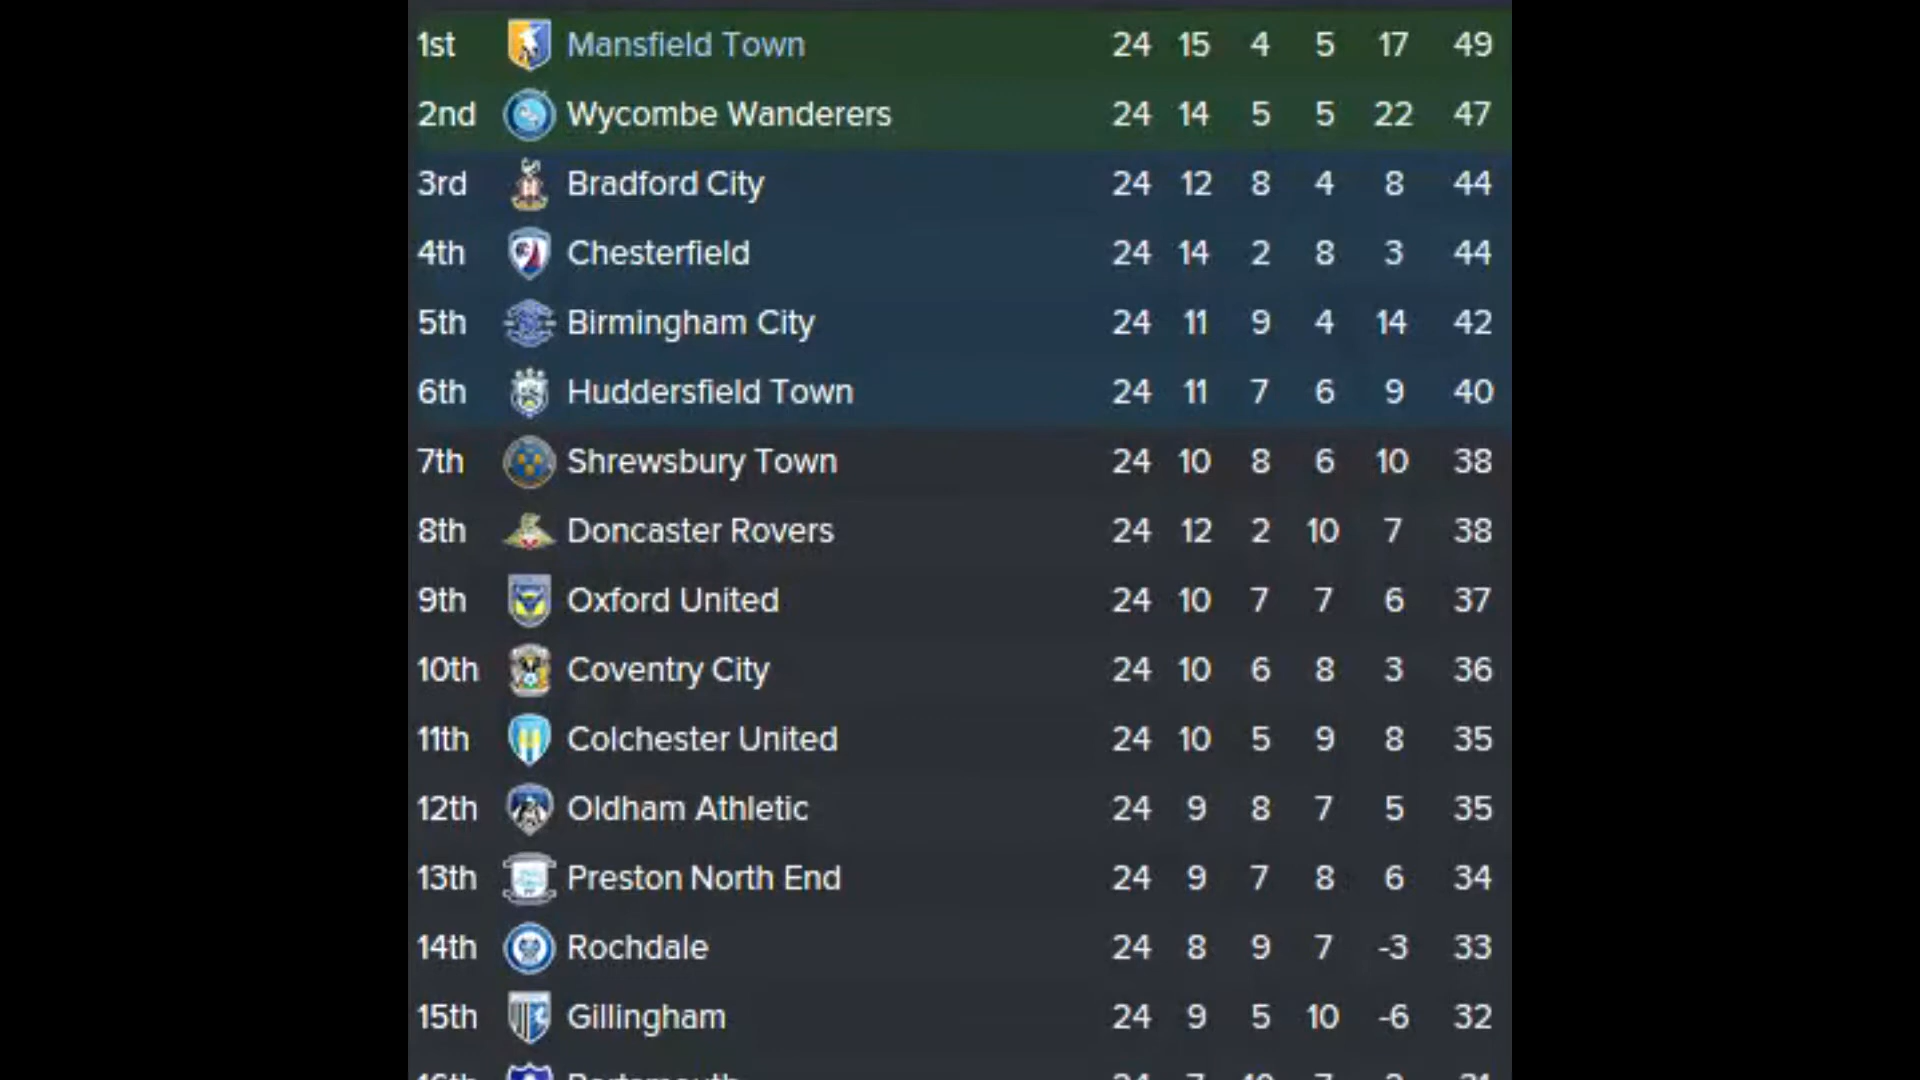 1st Mansfield Town 24 15 4 5 17 49
2nd Wycombe Wanderers 24 14 5 5 22 47
3rd Bradford City 24 12 8 4 8 44
4th Chesterfield 24 14 2 8 3 44
5th Birmingham City 24 11 9 4 14 42
6th Huddersfield Town 24 11 7 6 9 40
7th Shrewsbury Town 24 10 8 6 10 38
8th Doncaster Rovers 24 12 2 10 7 38
9th Oxford United 24 10 7 7 6 37
10th Coventry City 24 10 6 8 3 36
11th Colchester United 24 10 5 9 8 35
12th Oldham Athletic 24 9 8 7 5 35
13th Preston North End 24 9 7 8 6 34
14th Rochdale 24 8 9 7 -3 33
15th Gillingham 24 9 5 10 -6 32
16th Portsmouth 24 7 10 7